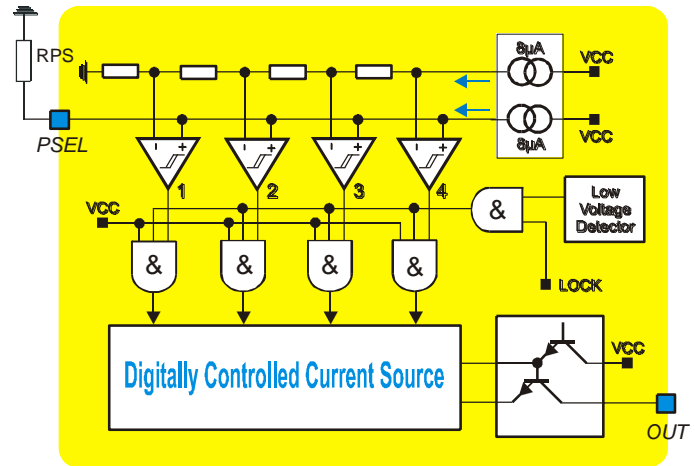 RPS
8µA
VCC
PSEL
VCC
8µA
- +
- +
- +
- +
1
2
3
4
VCC
&
Low
Voltage
Detector
& & & &
LOCK
Digitally Controlled Current Source
VCC
OUT